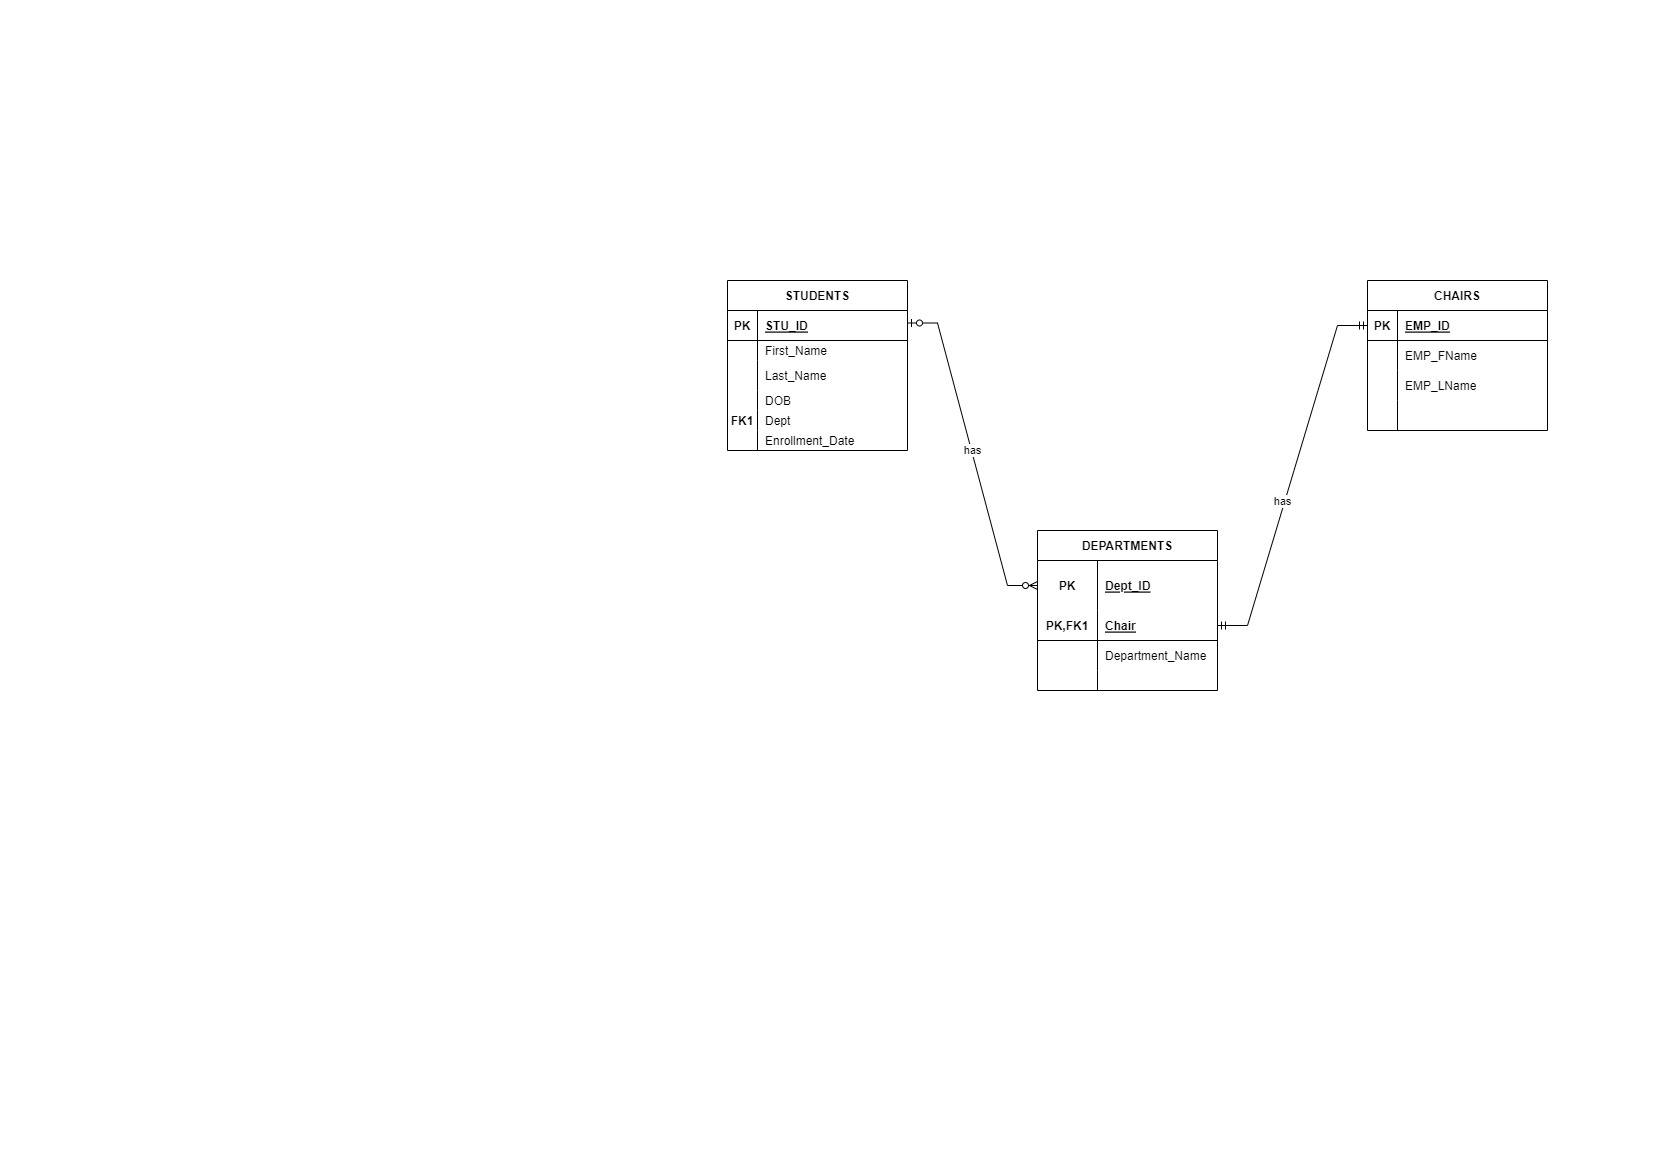 STUDENTS
PK STU_ID
First_Name
Last_Name
DOB
FK1 Dept
Enrollment_Date
CHAIRS
PK EMP_ID
EMP_FName
EMP_LName
has
has
DEPARTMENTS
PK Dept_ID
PK,FK1 Chair
Department_Name